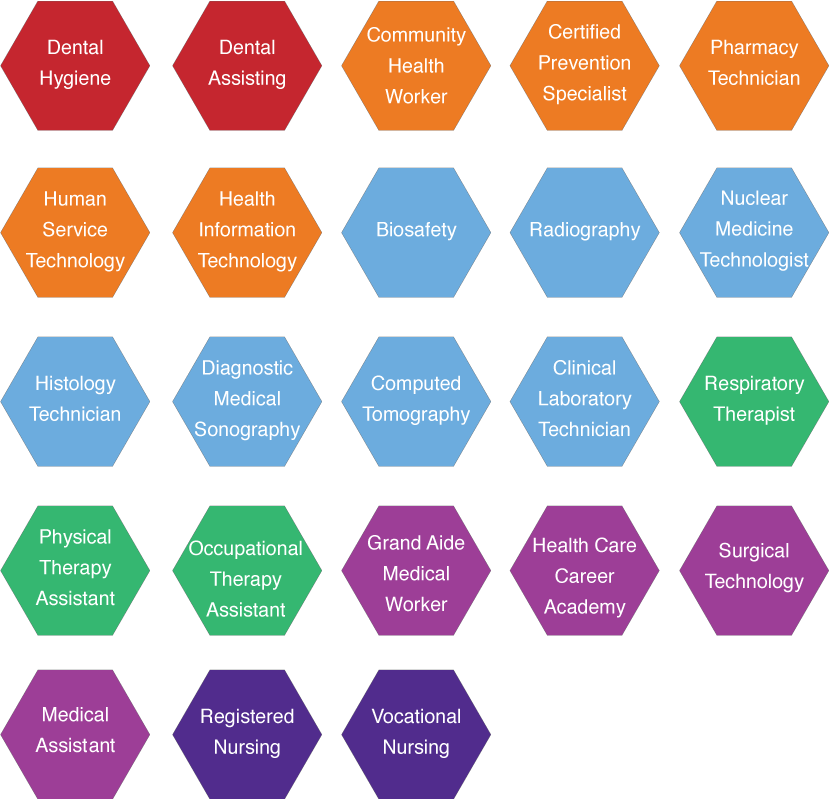 Dental
Hygiene
Dental
Assisting
Community
Health
Worker
Certified
Prevention
Specialist
Pharmacy
Technician
Human
Service
Technology
Health
Information
Technology
Biosafety
Radiography
Nuclear
Medicine
Technologist
Histology
Technician
Diagnostic
Medical
Sonography
Computed
Tomography
Clinical
Laboratory
Technician
Respiratory
Therapist
Physical
Therapy
Assistant
Occupational
Therapy
Assistant
Grand Aide
Medical
Worker
Health Care
Career
Academy
Surgical
Technology
Medical
Assistant
Registered
Nursing
Vocational
Nursing